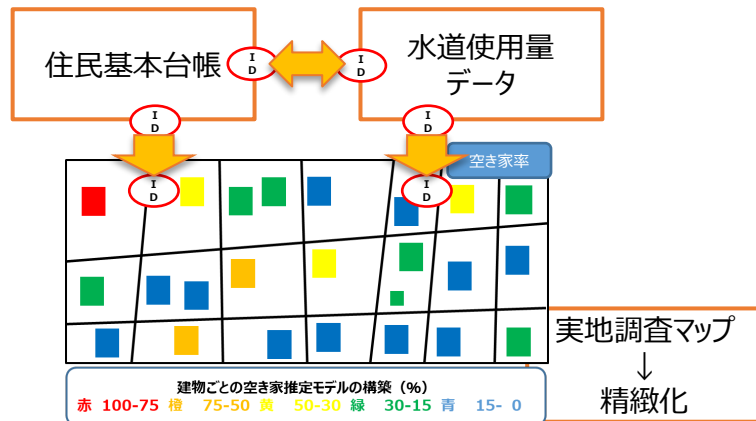 住民基本台帳
ID
ID
水道使用量
データ
ID
ID
空き家率
ID
ID
実地調査マップ
↓
精緻化
建物ごとの空き家推定モデルの構築（%）
赤 100-75 橙 75-50 黄 50-30 緑 30-15 青 15- 0